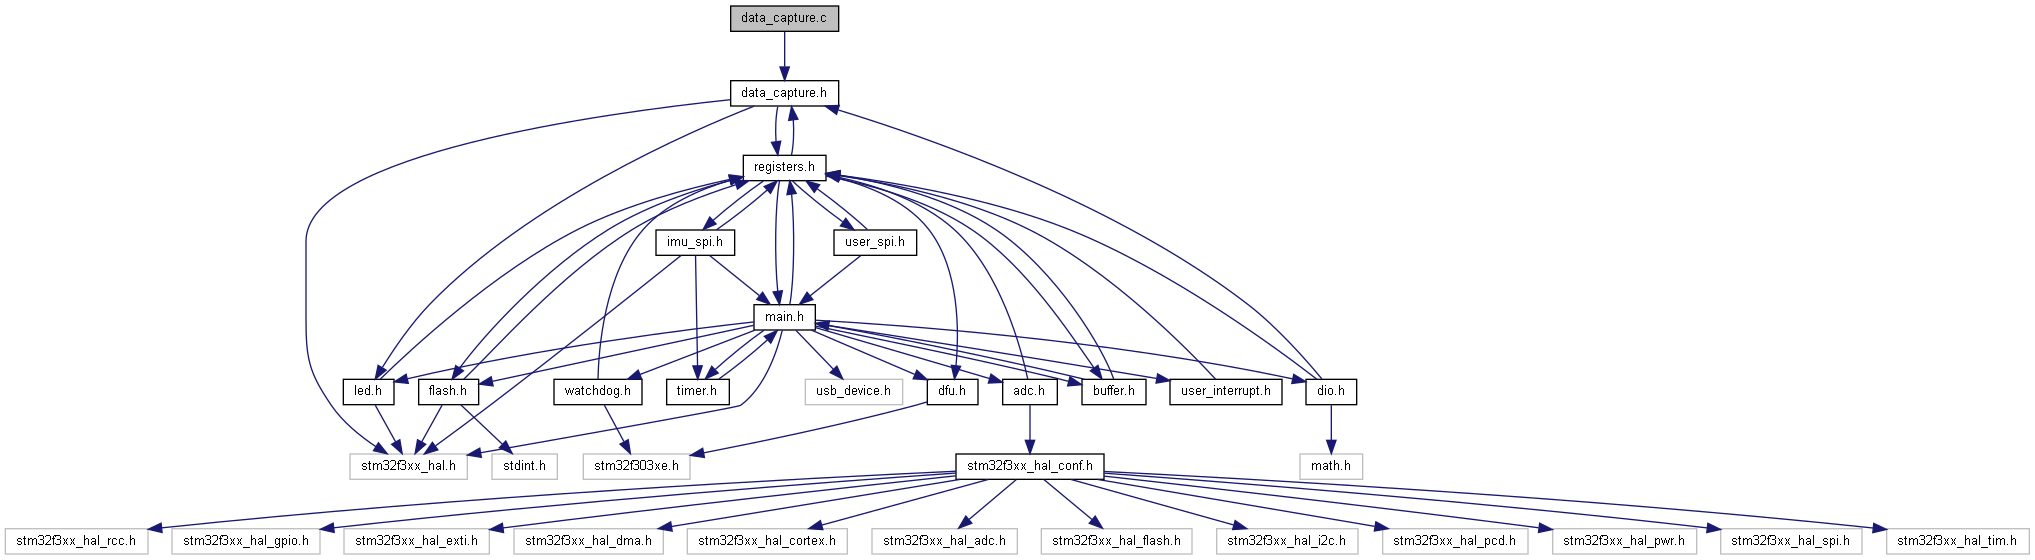 data_capture.c
data_capture.h
registers.h
imu_spi.h
user_spi.h
main.h
led.h
flash.h
watchdog.h
timer.h
usb_device.h
dfu.h
adc.h
buffer.h
user_interrupt.h
dio.h
stm32f3xx_hal.h
stdint.h
stm32f303xe.h
stm32f3xx_hal_conf.h
math.h
stm32f3xx_hal_rcc.h
stm32f3xx_hal_gpio.h
stm32f3xx_hal_exti.h
stm32f3xx_hal_dma.h
stm32f3xx_hal_cortex.h
stm32f3xx_hal_adc.h
stm32f3xx_hal_flash.h
stm32f3xx_hal_i2c.h
stm32f3xx_hal_pcd.h
stm32f3xx_hal_pwr.h
stm32f3xx_hal_spi.h
stm32f3xx_hal_tim.h